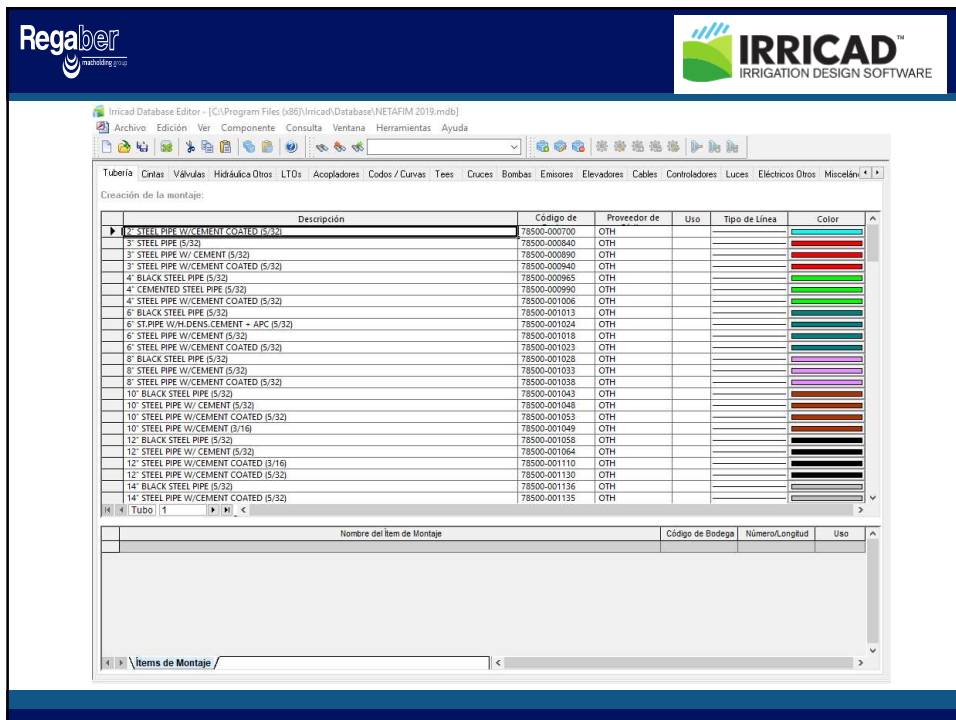 Regaber
matholding group
IRRICAD™
IRRIGATION DESIGN SOFTWARE
Irricad Database Editor - [C:\Program Files (x86)\Irricad\Database\NETAFIM 2019.mdb]
Archivo Edición Ver Componente Consulta Ventana Herramientas Ayuda
Tubería Cintas Válvulas Hidráulica Otros LTOs Acopladores Codos / Curvas Tees Cruces Bombas Emisores Elevadores Cables Controladores Luces Eléctricos Otros Misceláne
Creación de la montaje:
Descripción Código de Proveedor de Uso Tipo de Línea Color
2" STEEL PIPE W/CEMENT COATED (5/32) 78500-000700 OTH
3" STEEL PIPE (5/32) 78500-000840 OTH
3" STEEL PIPE W/ CEMENT (5/32) 78500-000890 OTH
3" STEEL PIPE W/CEMENT COATED (5/32) 78500-000940 OTH
4" BLACK STEEL PIPE (5/32) 78500-000965 OTH
4" CEMENTED STEEL PIPE (5/32) 78500-000990 OTH
4" STEEL PIPE W/CEMENT COATED (5/32) 78500-001006 OTH
6" BLACK STEEL PIPE (5/32) 78500-001013 OTH
6" ST.PIPE W/H.DENS.CEMENT + APC (5/32) 78500-001024 OTH
6" STEEL PIPE W/CEMENT (5/32) 78500-001018 OTH
6" STEEL PIPE W/CEMENT COATED (5/32) 78500-001023 OTH
8" BLACK STEEL PIPE (5/32) 78500-001028 OTH
8" STEEL PIPE W/CEMENT (5/32) 78500-001033 OTH
8" STEEL PIPE W/CEMENT COATED (5/32) 78500-001038 OTH
10" BLACK STEEL PIPE (5/32) 78500-001043 OTH
10" STEEL PIPE W/ CEMENT (5/32) 78500-001048 OTH
10" STEEL PIPE W/CEMENT COATED (5/32) 78500-001053 OTH
10" STEEL PIPE W/CEMENT (3/16) 78500-001049 OTH
12" BLACK STEEL PIPE (5/32) 78500-001058 OTH
12" STEEL PIPE W/ CEMENT (5/32) 78500-001064 OTH
12" STEEL PIPE W/CEMENT COATED (3/16) 78500-001110 OTH
12" STEEL PIPE W/CEMENT COATED (5/32) 78500-001130 OTH
14" BLACK STEEL PIPE (5/32) 78500-001136 OTH
14" STEEL PIPE W/CEMENT COATED (5/32) 78500-001135 OTH
Tubo 1
Nombre del Ítem de Montaje Código de Bodega Número/Longitud Uso
Ítems de Montaje